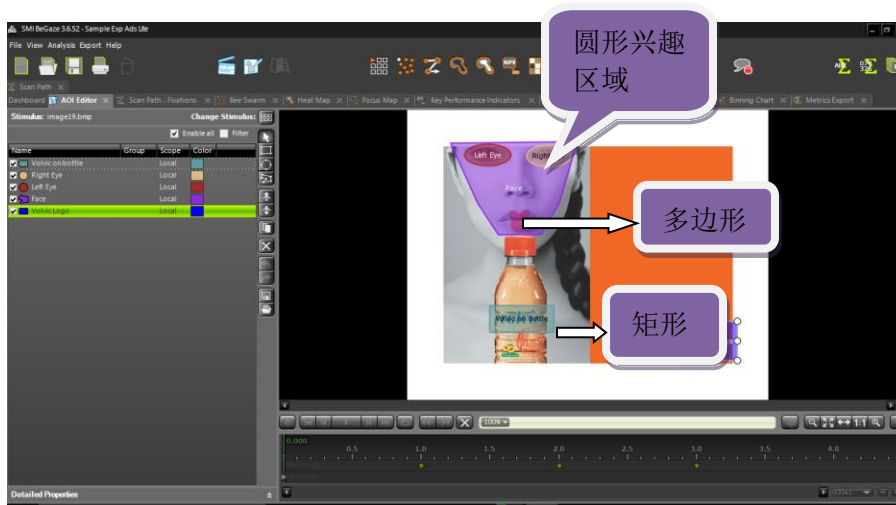 SMI BeGaze 3.6.52 - Sample Exp Ads Lite
File View Analysis Export Help
KPI
Scan Path
Dashboard AOI Editor Scan Path - Fixations Bee Swarm Heat Map Focus Map Key Performance Indicators Binning Chart Metrics Export
Stimulus: image19.bmp Change Stimulus:
Enable all Filter
Name Group Scope Color
Volvic on bottle Local
Right Eye Local
Left Eye Local
Face Local
Volvic Logo Local
圆形兴趣
区域
Left Eye
Face
多边形
Volvic on bottle
矩形
100%
1:1
0.000
0.5 1.0 1.5 2.0 2.5 3.0 3.5 4.0
Detailed Properties